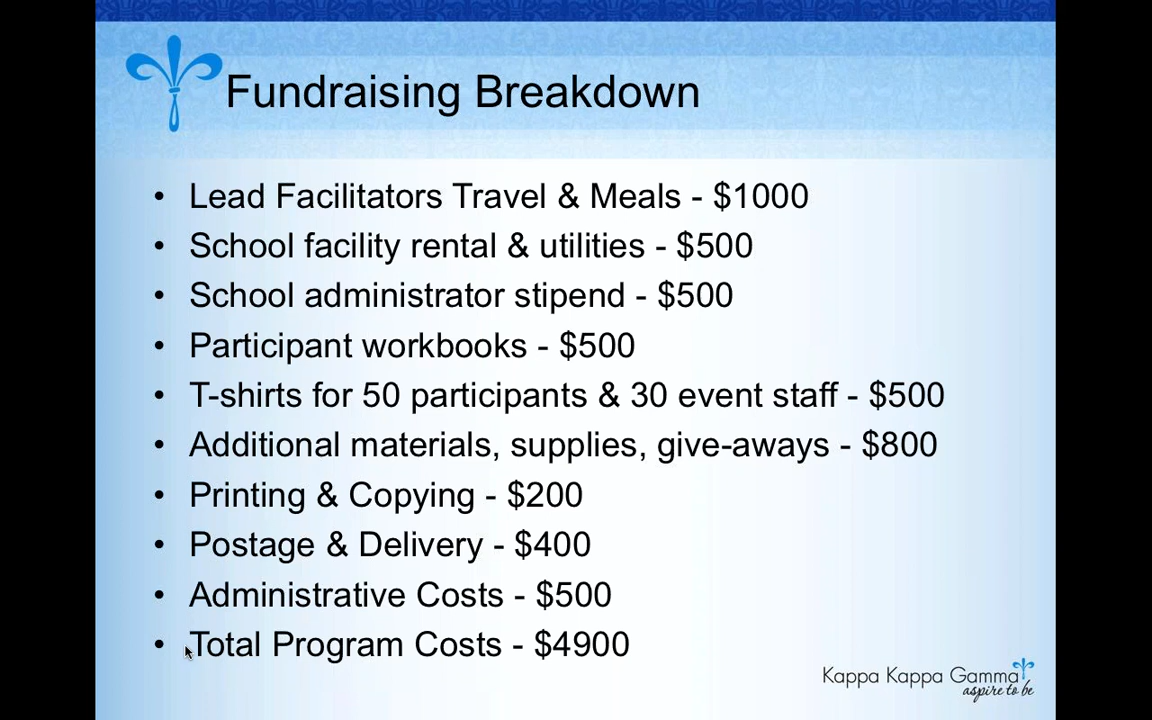 Fundraising Breakdown
• Lead Facilitators Travel & Meals - $1000
• School facility rental & utilities - $500
• School administrator stipend - $500
• Participant workbooks - $500
• T-shirts for 50 participants & 30 event staff - $500
• Additional materials, supplies, give-aways - $800
• Printing & Copying - $200
• Postage & Delivery - $400
• Administrative Costs - $500
• Total Program Costs - $4900
Kappa Kappa Gamma
aspire to be